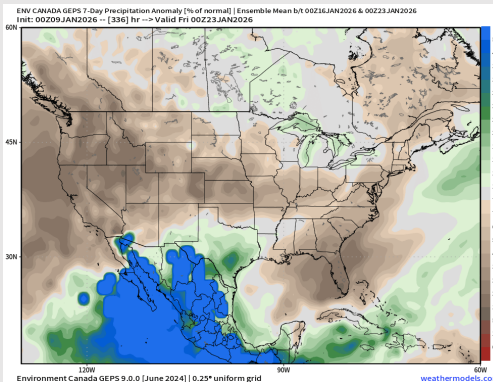 ENV CANADA GEPS 7-Day Precipitation Anomaly [% of normal] | Ensemble Mean b/t 00Z16JAN2026 & 00Z23JAN2026
Init: 00Z09JAN2026 -- [336] hr --> Valid Fri 00Z23JAN2026
60N
45N
30N
120W
90W
60W
Environment Canada GEPS 9.0.0 [June 2024] | 0.25° uniform grid
weathermodels.co